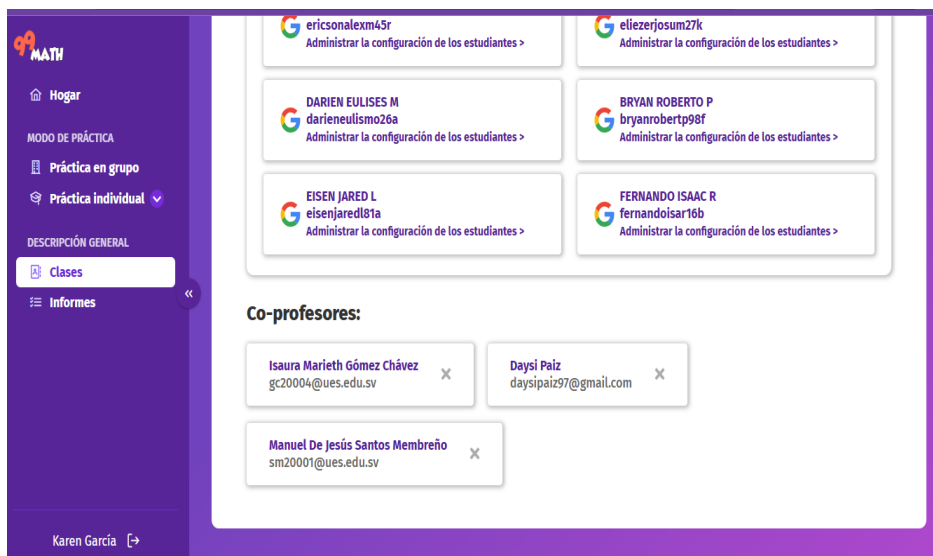 99
MATH
Hogar
MODO DE PRÁCTICA
Práctica en grupo
Práctica individual
DESCRIPCIÓN GENERAL
Clases
Informes
Karen García
ericsonalexm45r
Administrar la configuración de los estudiantes >
eliezerjosum27k
Administrar la configuración de los estudiantes >
DARIEN EULISES M
darieneulismo26a
Administrar la configuración de los estudiantes >
BRYAN ROBERTO P
bryanrobertp98f
Administrar la configuración de los estudiantes >
EISEN JARED L
eisenjaredl81a
Administrar la configuración de los estudiantes >
FERNANDO ISAAC R
fernandoisar16b
Administrar la configuración de los estudiantes >
Co-profesores:
Isaura Marieth Gómez Chávez
gc20004@ues.edu.sv
Daysi Paiz
daysipaiz97@gmail.com
Manuel De Jesús Santos Membreño
sm20001@ues.edu.sv